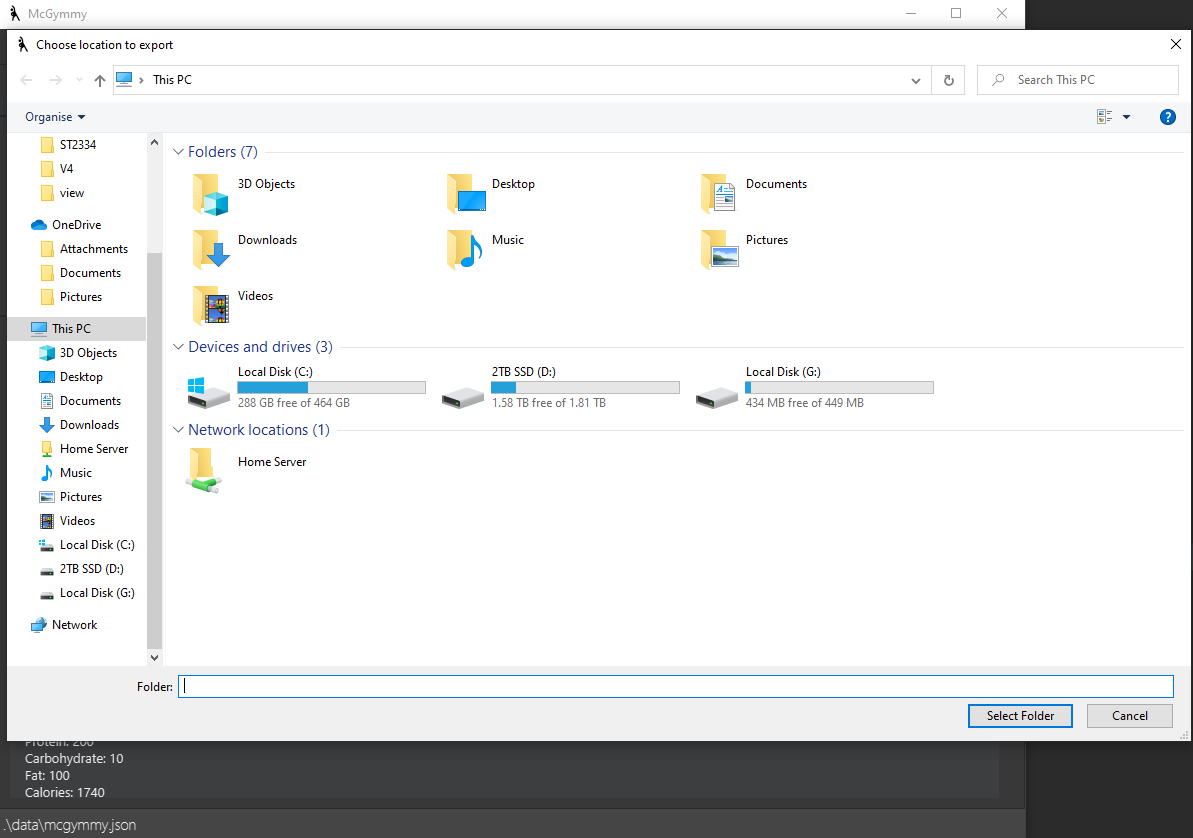 McGymmy
Choose location to export
This PC
Search This PC
Organise
ST2334
V4
view
OneDrive
Attachments
Documents
Pictures
This PC
3D Objects
Desktop
Documents
Downloads
Home Server
Music
Pictures
Videos
Local Disk (C:)
2TB SSD (D:)
Local Disk (G:)
Network
Folders (7)
3D Objects
Desktop
Documents
Downloads
Music
Pictures
Videos
Devices and drives (3)
Local Disk (C:)
288 GB free of 464 GB
2TB SSD (D:)
1.58 TB free of 1.81 TB
Local Disk (G:)
434 MB free of 449 MB
Network locations (1)
Home Server
Folder:
Select Folder
Cancel
Protein: 200
Carbohydrate: 10
Fat: 100
Calories: 1740
.\data\mcgymmy.json